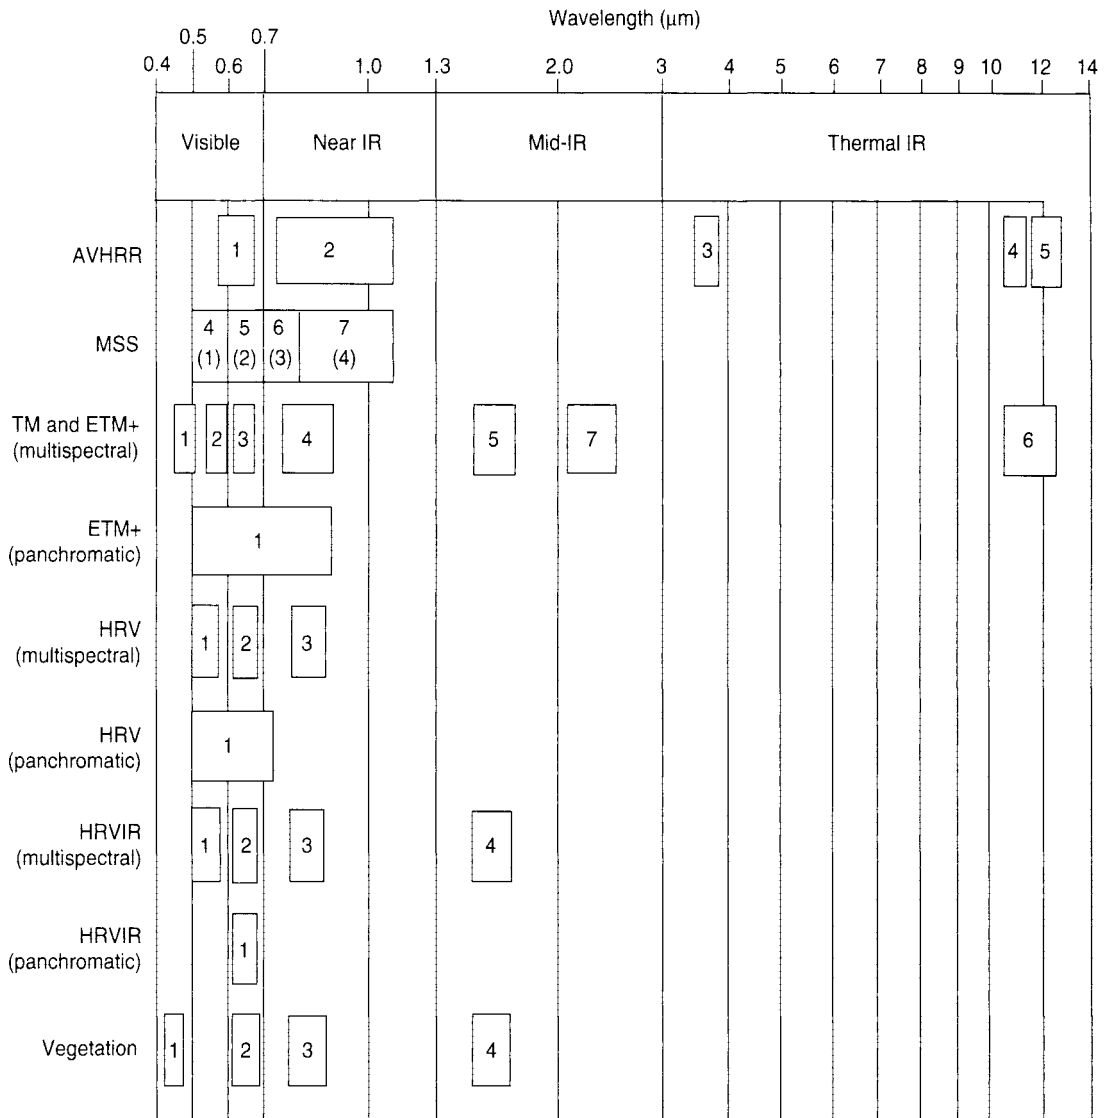 Wavelength (μm)
0.5 0.7
0.4 0.6 1.0 1.3 2.0 3 4 5 6 7 8 9 10 12 14
Visible Near IR Mid-IR Thermal IR
AVHRR 1 2 3 4 5
4 5 6 7
MSS
(1) (2) (3) (4)
TM and ETM+
(multispectral) 1 2 3 4 5 7 6
ETM+
(panchromatic) 1
HRV
(multispectral) 1 2 3
HRV
(panchromatic) 1
HRVIR
(multispectral) 1 2 3 4
HRVIR
(panchromatic) 1
Vegetation 1 2 3 4